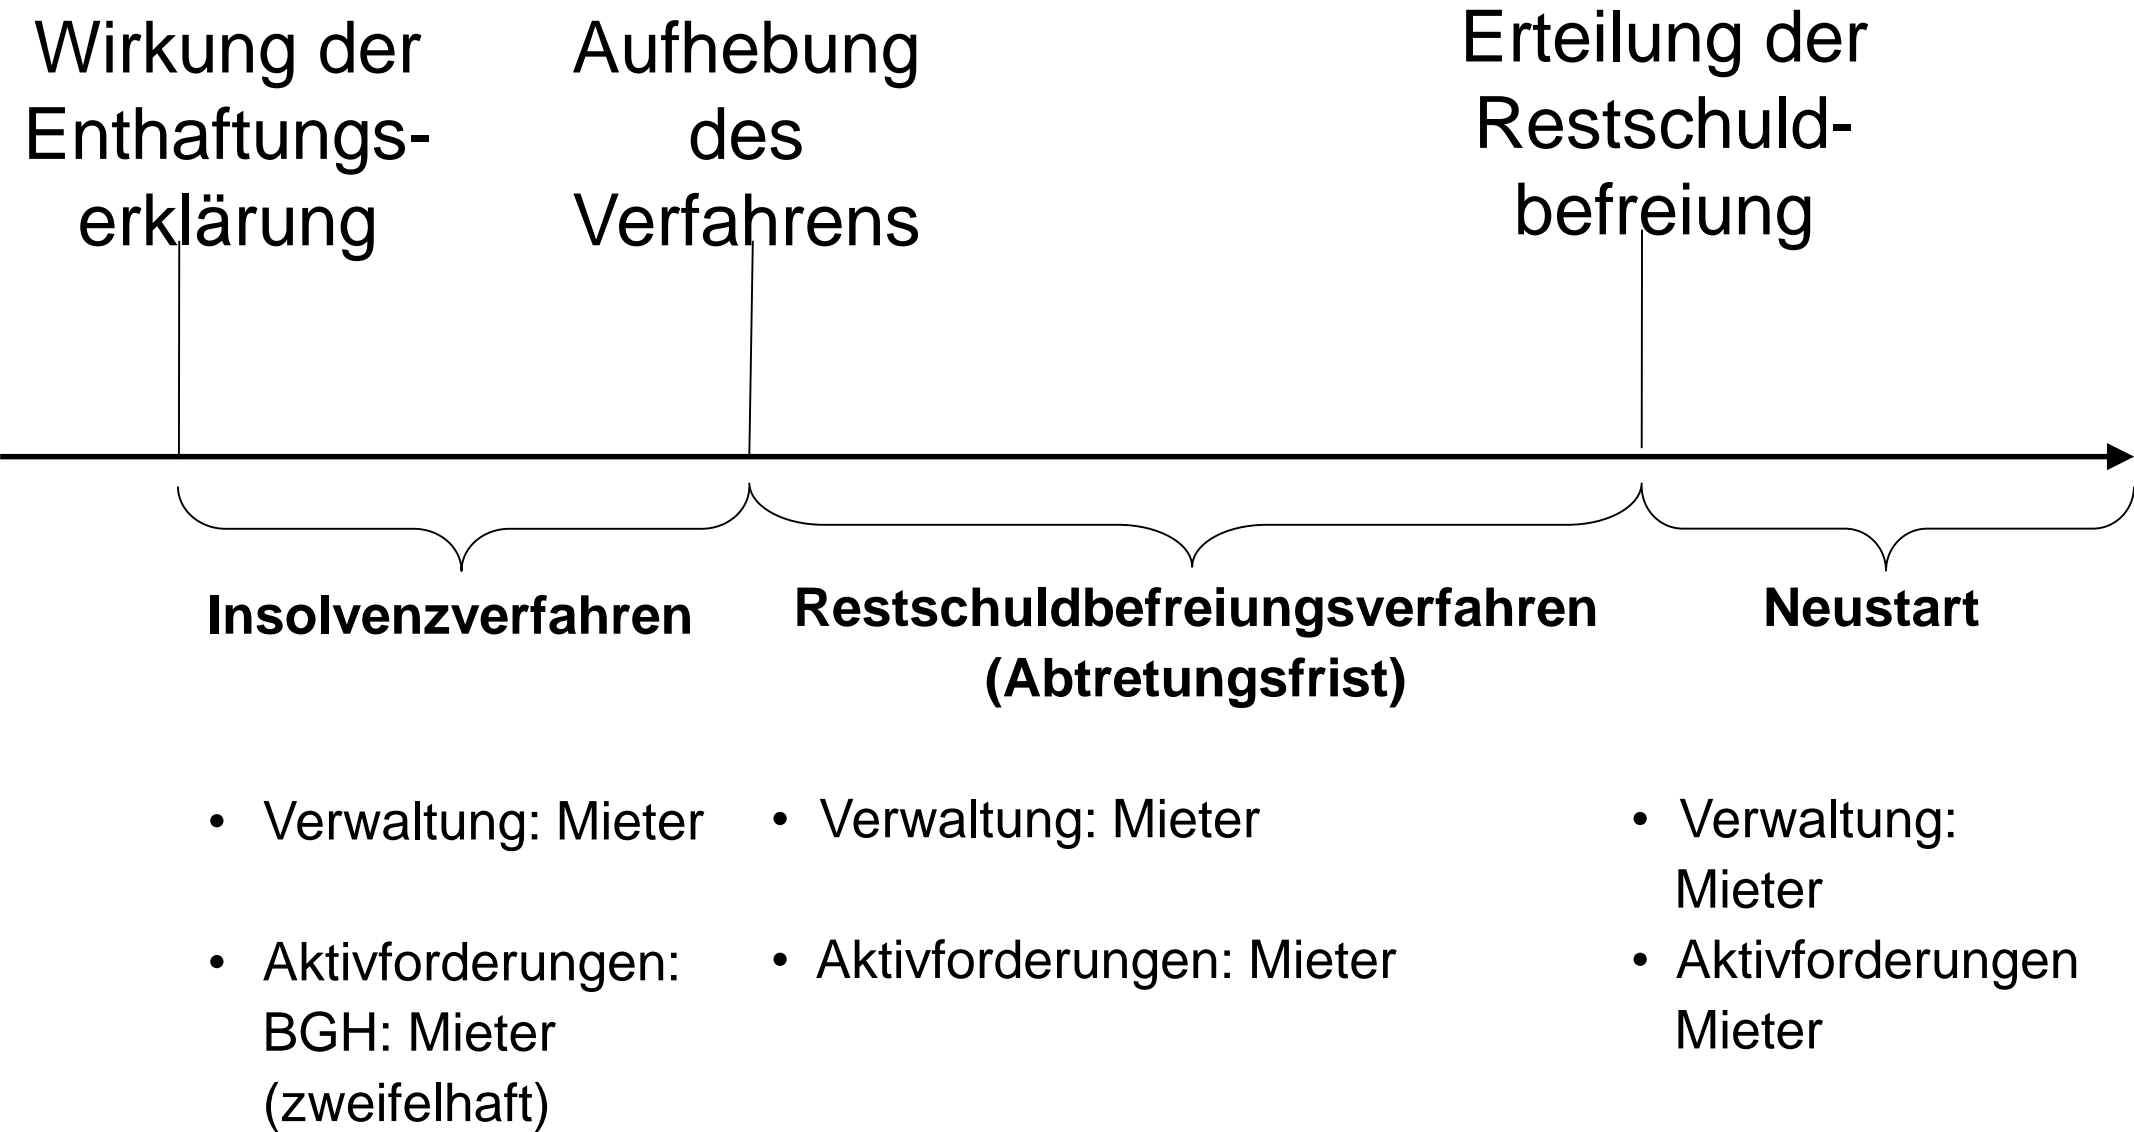 Wirkung der
Enthaftungs-
erklärung
Aufhebung
des
Verfahrens
Erteilung der
Restschuld-
befreiung
Insolvenzverfahren
Restschuldbefreiungsverfahren
(Abtretungsfrist)
Neustart
• Verwaltung: Mieter
• Aktivforderungen:
BGH: Mieter
(zweifelhaft)
• Verwaltung: Mieter
• Aktivforderungen: Mieter
• Verwaltung:
Mieter
• Aktivforderungen
Mieter